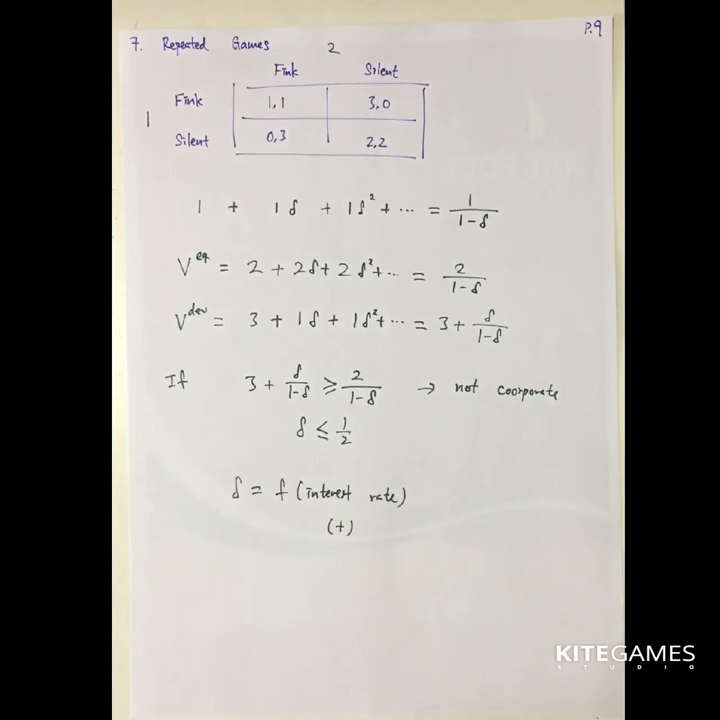 7. Repeated Games
P.9
2
Fink Silent
Fink 1,1 3,0
1
Silent 0,3 2,2
1 + 1δ + 1δ² + ... = 1/(1-δ)
V^eq = 2 + 2δ + 2δ² + ... = 2/(1-δ)
V^dev = 3 + 1δ + 1δ² + ... = 3 + δ/(1-δ)
If 3 + δ/(1-δ) ≥ 2/(1-δ) → not coorporate
δ ≤ 1/2
δ = f (interest rate)
(+)
KITEGAMES
STUDIO